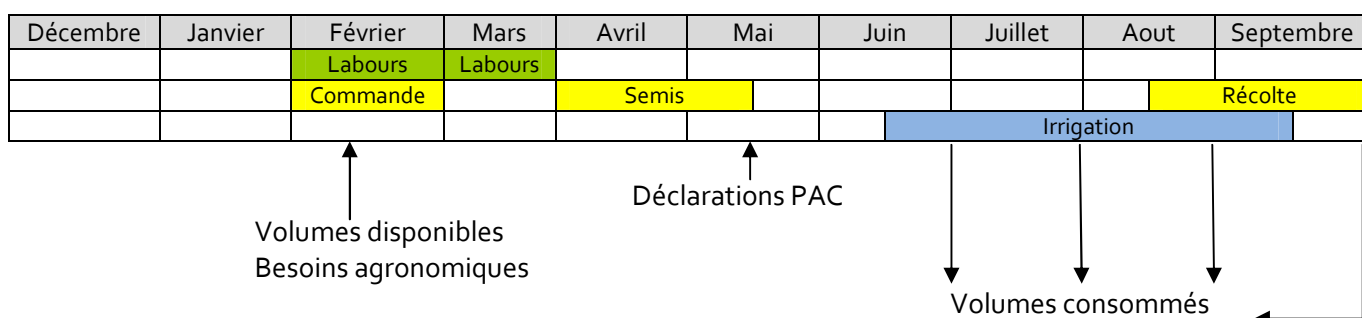 Décembre Janvier Février Mars Avril Mai Juin Juillet Aout Septembre
Labours Labours
Commande Semis Récolte
Irrigation
Déclarations PAC
Volumes disponibles
Besoins agronomiques
Volumes consommés